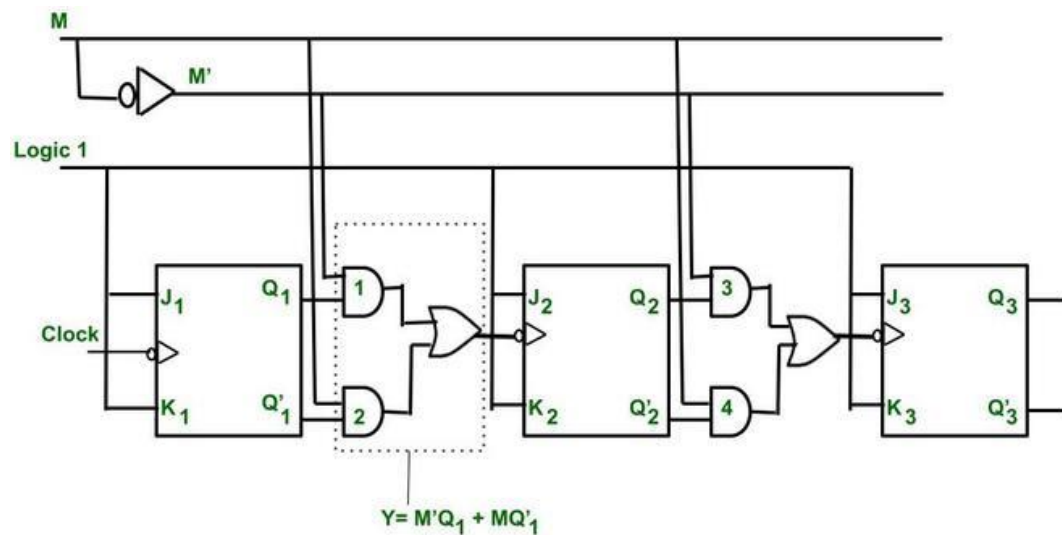 M
M'
Logic 1
Clock
J₁
K₁
Q₁
Q'₁
1
2
J₂
K₂
Q₂
Q'₂
3
4
J₃
K₃
Q₃
Q'₃
Y= M'Q₁ + MQ'₁